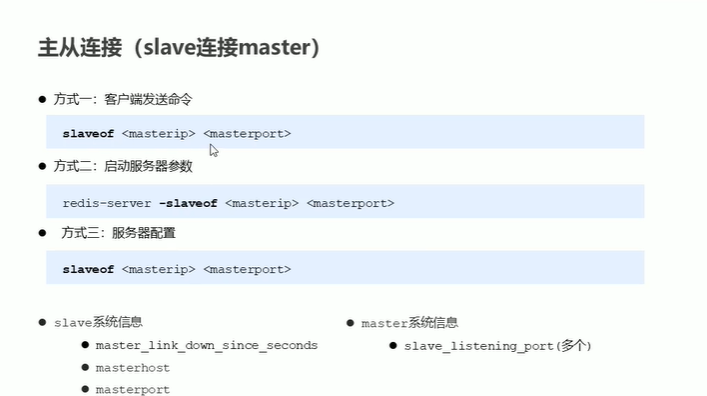 主从连接（slave连接master）
● 方式一：客户端发送命令
slaveof <masterip> <masterport>
● 方式二：启动服务器参数
redis-server -slaveof <masterip> <masterport>
● 方式三：服务器配置
slaveof <masterip> <masterport>
● slave系统信息
● master_link_down_since_seconds
● masterhost
● masterport
● master系统信息
● slave_listening_port(多个)